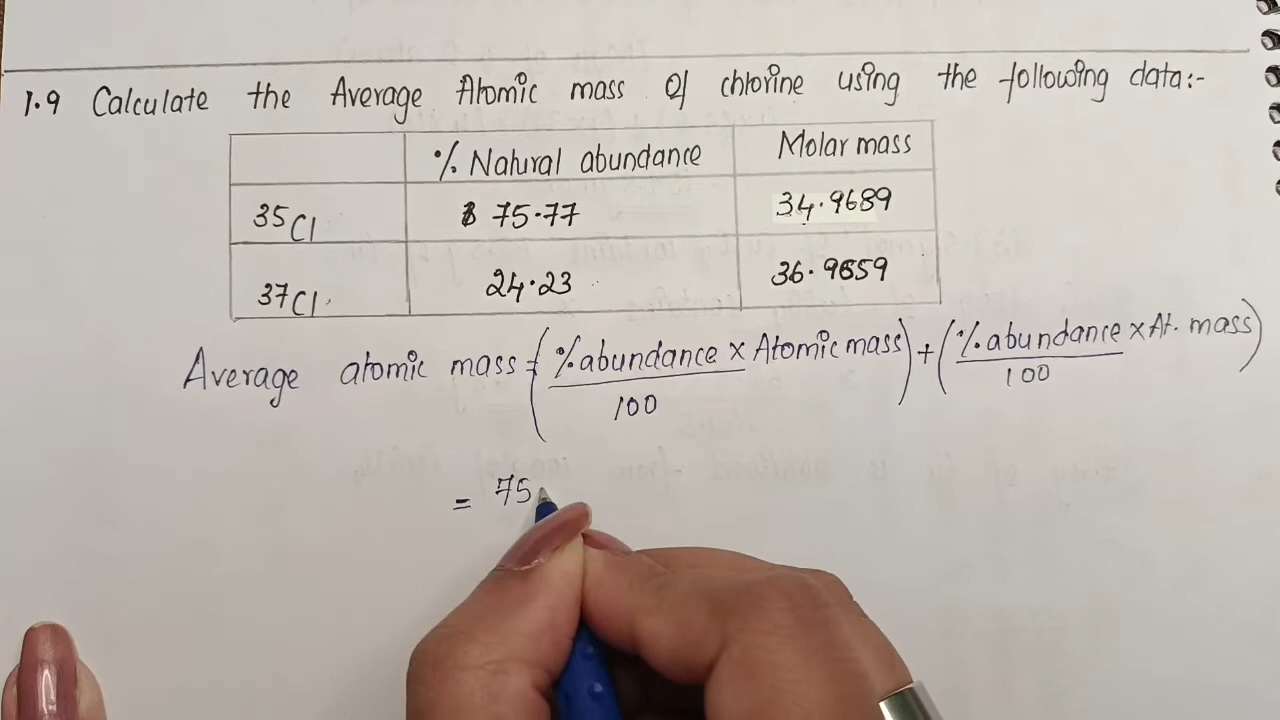 1.9 Calculate the Average Atomic mass of chlorine using the following data:-
% Natural abundance Molar mass
35Cl 75.77 34.9689
37Cl. 24.23 36.9659
Average atomic mass = (% abundance x Atomic mass) + (% abundance x At. mass)
100 100
= 75